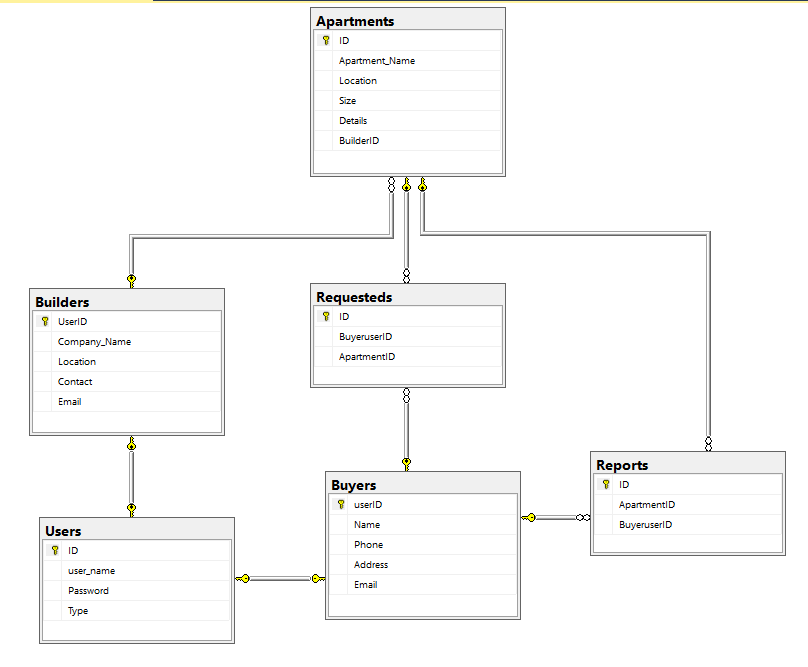 Apartments
ID
Apartment_Name
Location
Size
Details
BuilderID
Builders
UserID
Company_Name
Location
Contact
Email
Requesteds
ID
BuyeruserID
ApartmentID
Users
ID
user_name
Password
Type
Buyers
userID
Name
Phone
Address
Email
Reports
ID
ApartmentID
BuyeruserID